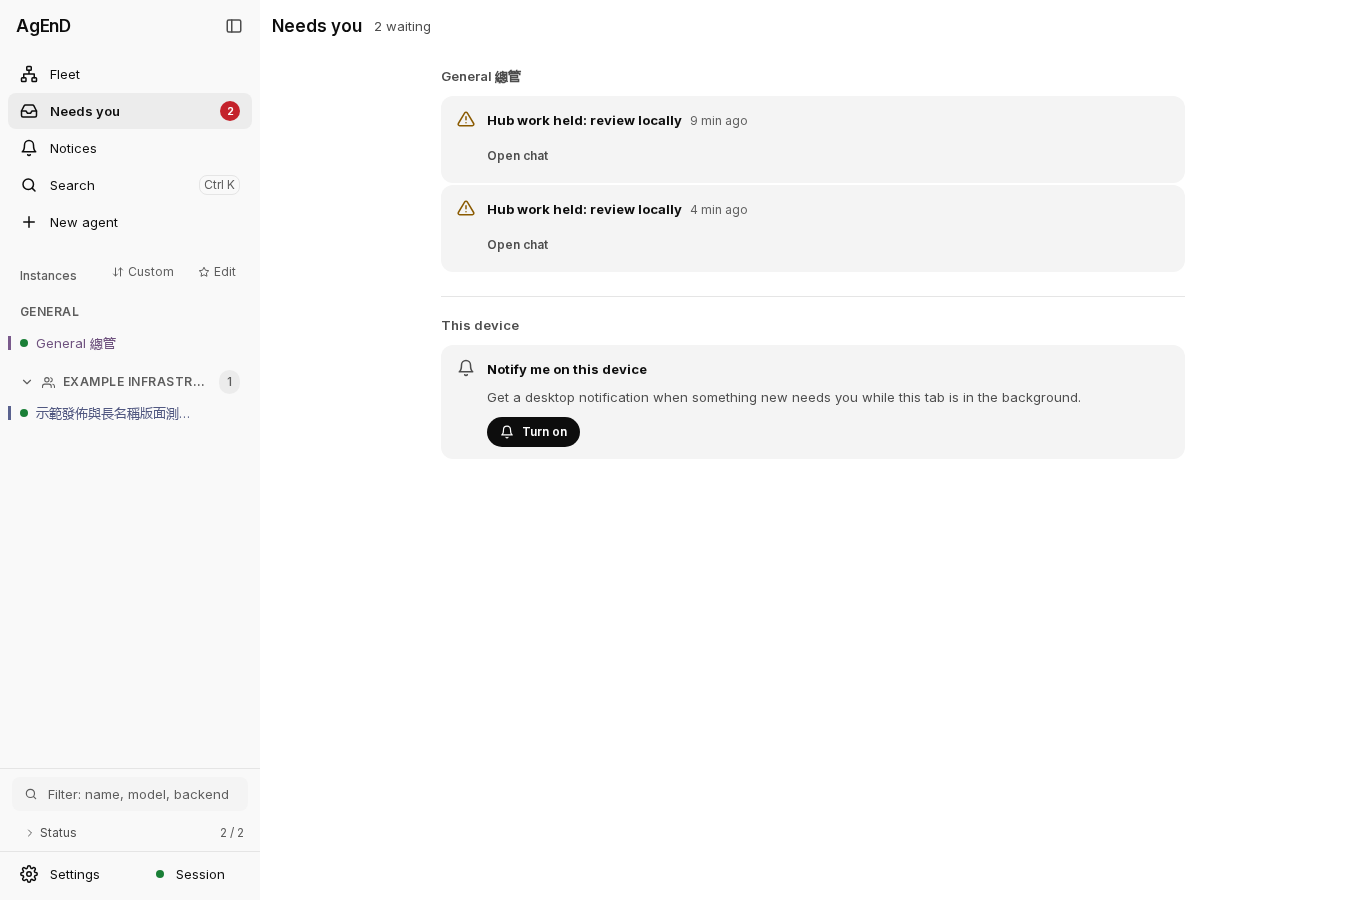 AgEnD
Fleet
Needs you 2
Notices
Search Ctrl K
New agent
Instances Custom Edit
GENERAL
General 總管
EXAMPLE INFRASTR... 1
示範發佈與長名稱版面測...
Filter: name, model, backend
Status 2 / 2
Settings Session
Needs you 2 waiting
General 總管
Hub work held: review locally 9 min ago
Open chat
Hub work held: review locally 4 min ago
Open chat
This device
Notify me on this device
Get a desktop notification when something new needs you while this tab is in the background.
Turn on